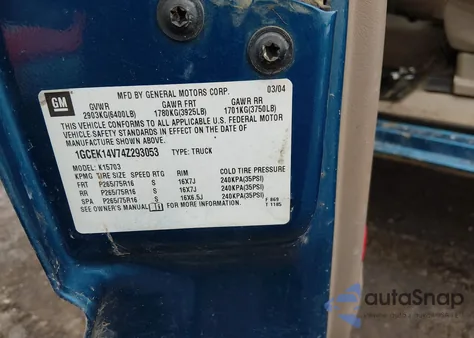 GM
MFD BY GENERAL MOTORS CORP. 03/04
GVWR GAWR FRT GAWR RR
2903KG(6400LB) 1780KG(3925LB) 1701KG(3750LB)
THIS VEHICLE CONFORMS TO ALL APPLICABLE U.S. FEDERAL MOTOR
VEHICLE SAFETY STANDARDS IN EFFECT ON THE DATE OF
MANUFACTURE SHOWN ABOVE.
1GCEK14V74Z293053 TYPE: TRUCK
MODEL: K15703
KPMG TIRE SIZE SPEED RTG RIM COLD TIRE PRESSURE
FRT P265/75R16 S 16X7J 240KPA(35PSI)
RR P265/75R16 S 16X7J 240KPA(35PSI)
SPA P265/75R16 S 16X6.5J 240KPA(35PSI)
SEE OWNER'S MANUAL FOR MORE INFORMATION.
F 869
T 1185
autoSnap